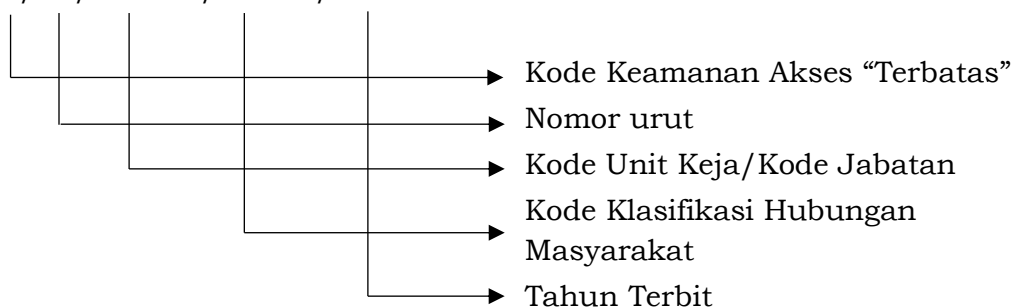 Kode Keamanan Akses “Terbatas”
Nomor urut
Kode Unit Keja/Kode Jabatan
Kode Klasifikasi Hubungan
Masyarakat
Tahun Terbit